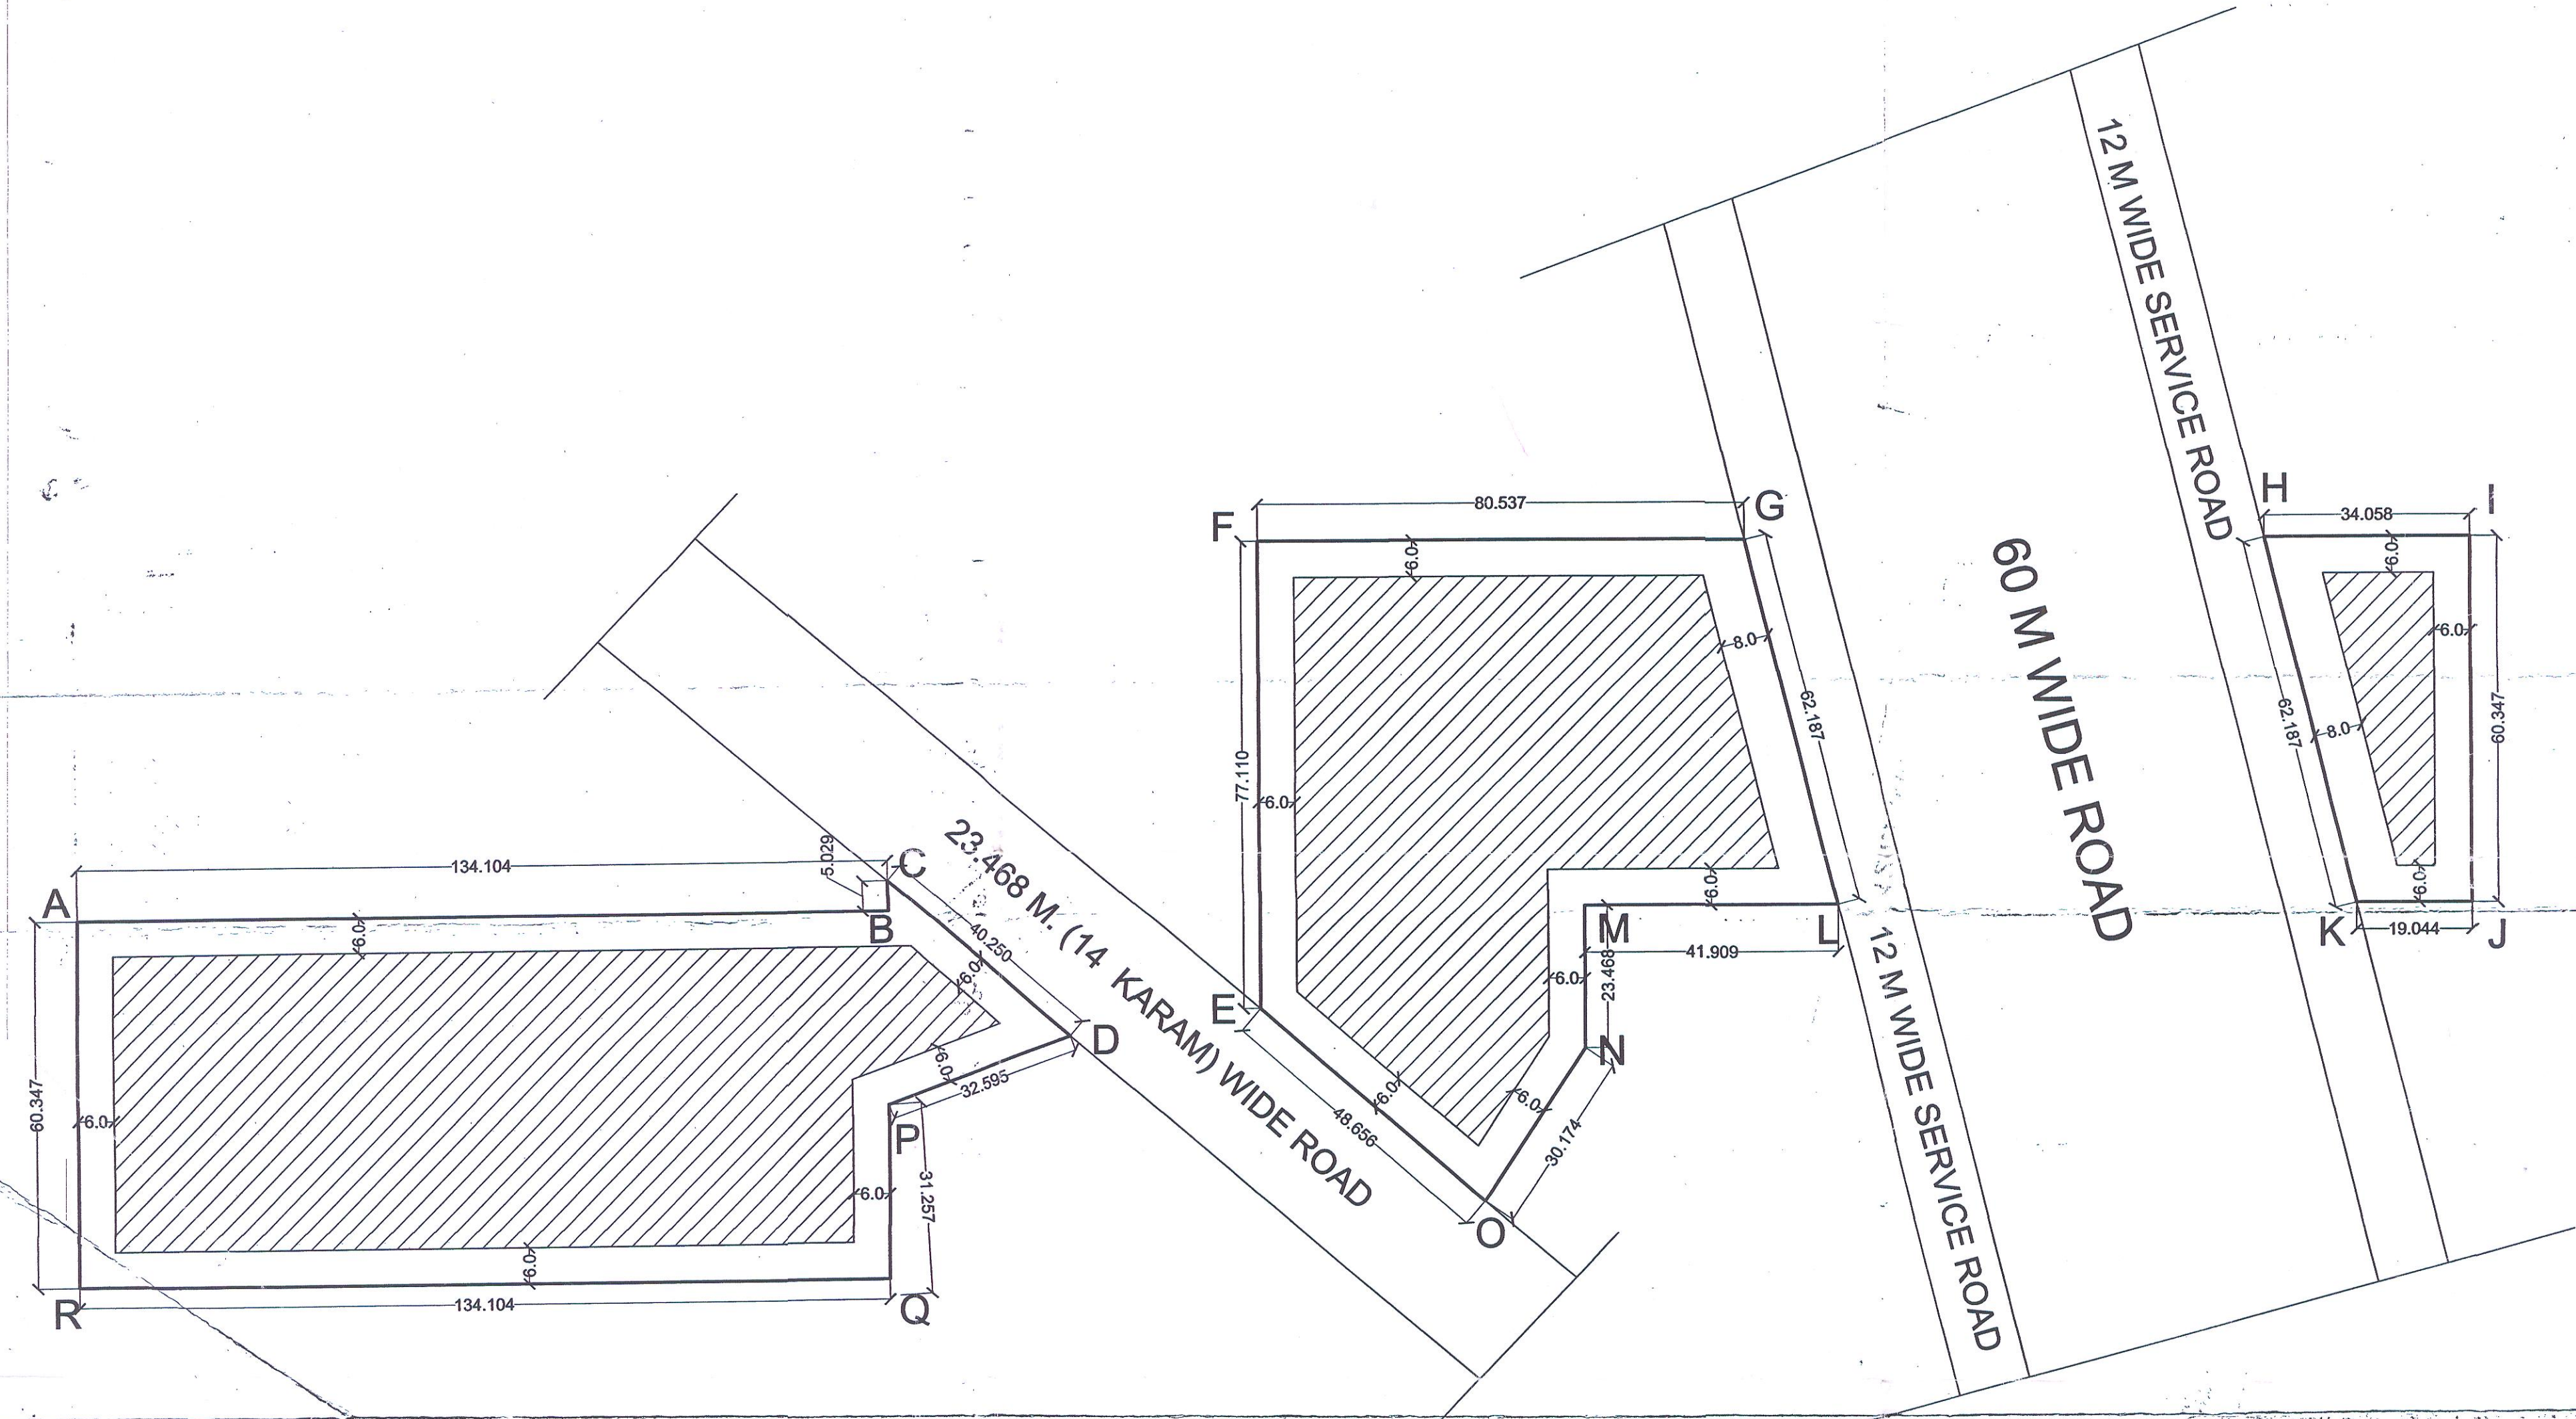 12 M WIDE SERVICE ROAD
60 M WIDE ROAD
12 M WIDE SERVICE ROAD
23.468 M. (14 KARAM) WIDE ROAD
A
134.104
5.029
C
B
6.0
40.250
6.0
D
6.0
32.595
60.347
6.0
P
6.0
31.257
6.0
R
134.104
Q
F
80.537
G
6.0
8.0
62.187
77.110
6.0
6.0
M
L
41.909
23.468
6.0
E
N
6.0
48.656
6.0
30.174
O
H
34.058
I
6.0
6.0
62.187
8.0
60.347
6.0
K
19.044
J